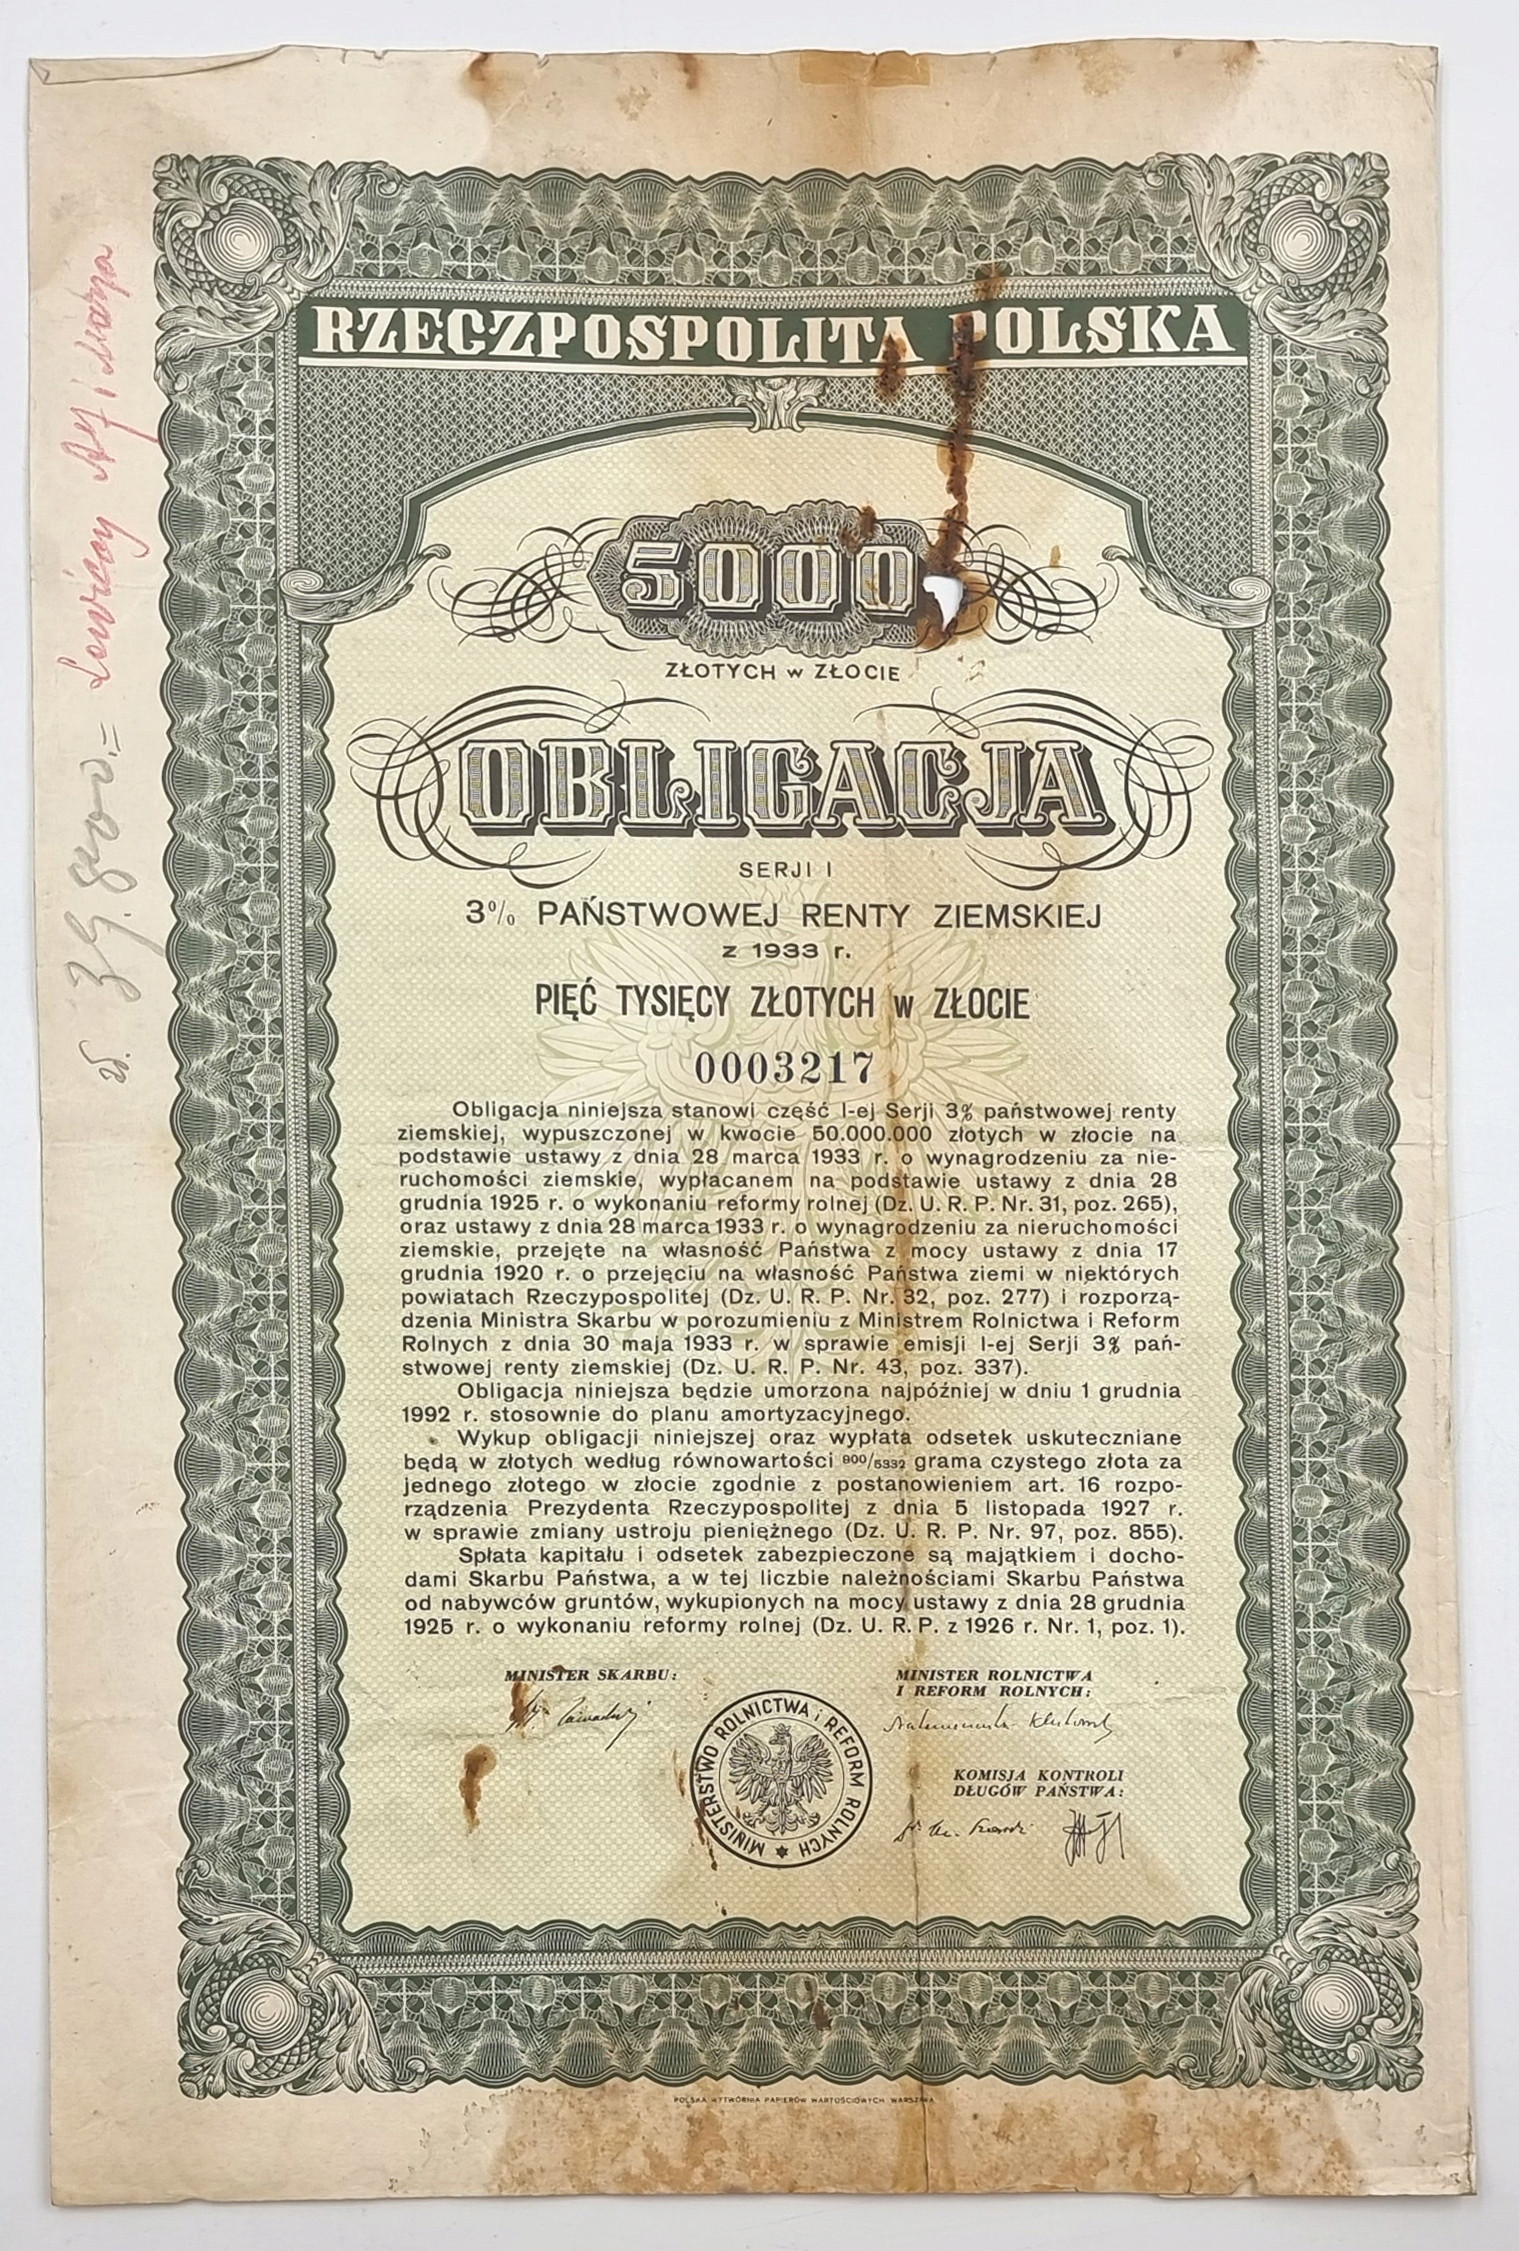 RZECZPOSPOLITA POLSKA
5000
ZŁOTYCH w ZŁOCIE
OBLIGACJA
SERJI I
3% PAŃSTWOWEJ RENTY ZIEMSKIEJ
z 1933 r.
PIĘĆ TYSIĘCY ZŁOTYCH w ZŁOCIE
0003217
Obligacja niniejsza stanowi część I-ej Serji 3% państwowej renty
ziemskiej, wypuszczonej w kwocie 50.000.000 złotych w złocie na
podstawie ustawy z dnia 28 marca 1933 r. o wynagrodzeniu za nie-
ruchomości ziemskie, wypłacanem na podstawie ustawy z dnia 28
grudnia 1925 r. o wykonaniu reformy rolnej (Dz. U. R. P. Nr. 31, poz. 265),
oraz ustawy z dnia 28 marca 1933 r. o wynagrodzeniu za nieruchomości
ziemskie, przejęte na własność Państwa z mocy ustawy z dnia 17
grudnia 1920 r. o przejęciu na własność Państwa ziemi w niektórych
powiatach Rzeczypospolitej (Dz. U. R. P. Nr. 32, poz. 277) i rozporzą-
dzenia Ministra Skarbu w porozumieniu z Ministrem Rolnictwa i Reform
Rolnych z dnia 30 maja 1933 r. w sprawie emisji I-ej Serji 3% pań-
stwowej renty ziemskiej (Dz. U. R. P. Nr. 43, poz. 337).
Obligacja niniejsza będzie umorzona najpóźniej w dniu 1 grudnia
1992 r. stosownie do planu amortyzacyjnego.
Wykup obligacji niniejszej oraz wypłata odsetek uskuteczniane
będą w złotych według równowartości 900/5332 grama czystego złota za
jednego złotego w złocie zgodnie z postanowieniem art. 16 rozpo-
rządzenia Prezydenta Rzeczypospolitej z dnia 5 listopada 1927 r.
w sprawie zmiany ustroju pieniężnego (Dz. U. R. P. Nr. 97, poz. 855).
Spłata kapitału i odsetek zabezpieczone są majątkiem i docho-
dami Skarbu Państwa, a w tej liczbie należnościami Skarbu Państwa
od nabywców gruntów, wykupionych na mocy ustawy z dnia 28 grudnia
1925 r. o wykonaniu reformy rolnej (Dz. U. R. P. z 1926 r. Nr. 1, poz. 1).
MINISTER SKARBU:
MINISTER ROLNICTWA
I REFORM ROLNYCH:
MINISTERSTWO ROLNICTWA i REFORM ROLNYCH
KOMISJA KONTROLI
DŁUGÓW PAŃSTWA:
POLSKA WYTWÓRNIA PAPIERÓW WARTOŚCIOWYCH WARSZAWA